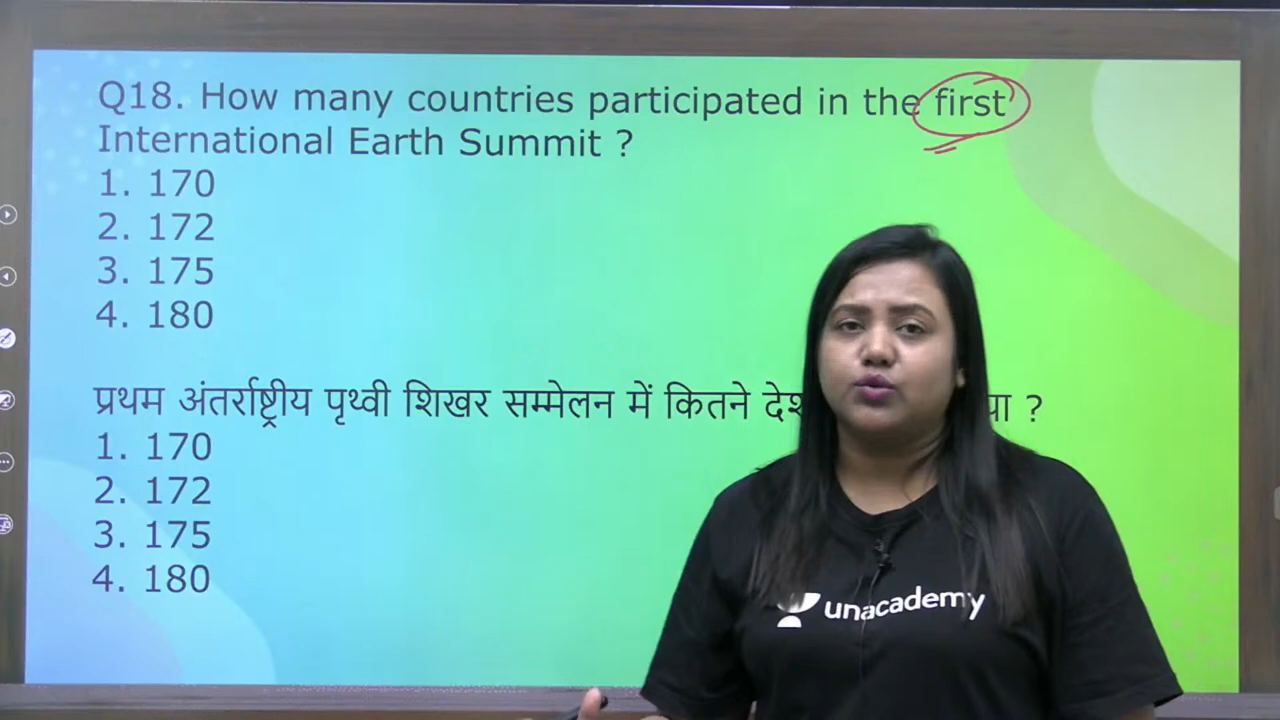 Q18. How many countries participated in the first
International Earth Summit ?
1. 170
2. 172
3. 175
4. 180
प्रथम अंतर्राष्ट्रीय पृथ्वी शिखर सम्मेलन में कितने ?
1. 170
2. 172
3. 175
4. 180
unacademy